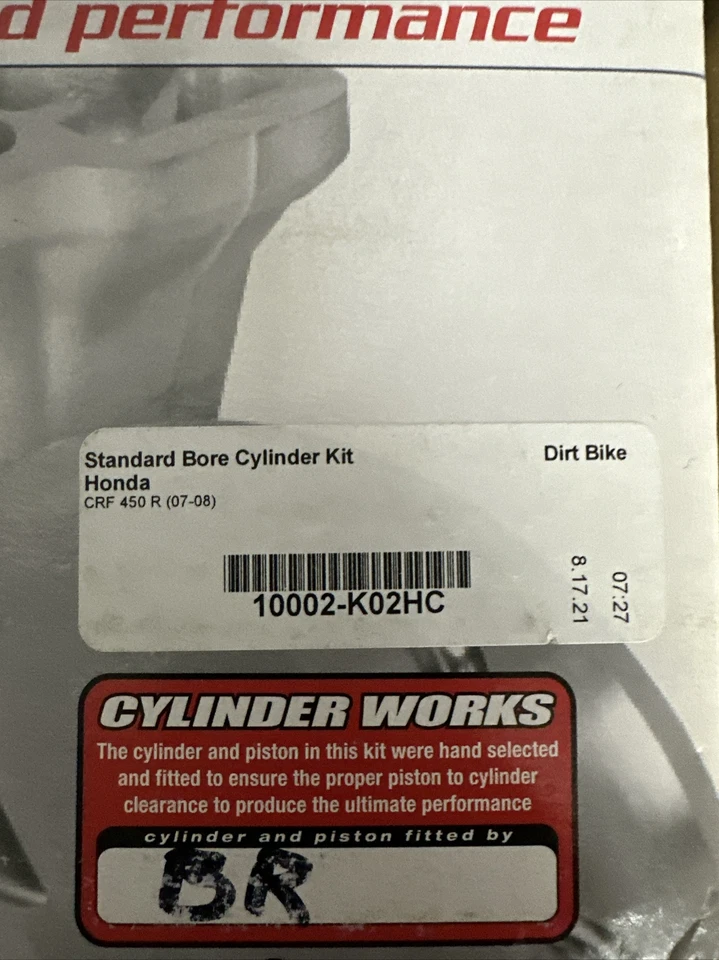 d performance
Standard Bore Cylinder Kit
Dirt Bike
Honda
CRF 450 R (07-08)
10002-K02HC
8.17.21
07:27
CYLINDER WORKS
The cylinder and piston in this kit were hand selected
and fitted to ensure the proper piston to cylinder
clearance to produce the ultimate performance
cylinder and piston fitted by
BR